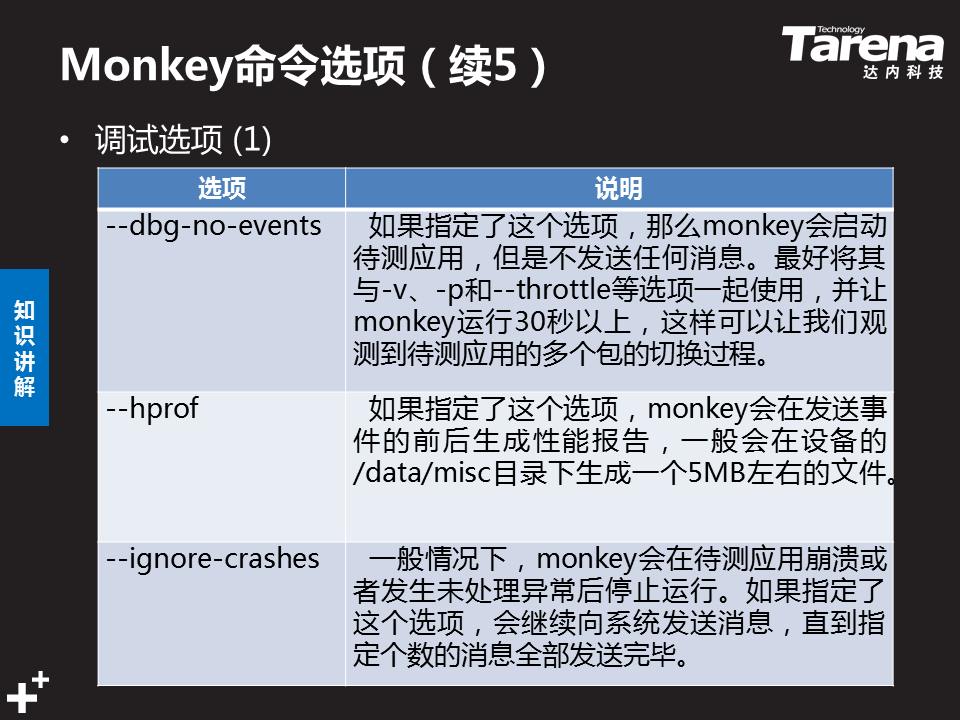 Monkey命令选项（续5）
Technology
Tarena
达内科技
• 调试选项 (1)
选项
说明
--dbg-no-events
如果指定了这个选项，那么monkey会启动
待测应用，但是不发送任何消息。最好将其
与-v、-p和--throttle等选项一起使用，并让
monkey运行30秒以上，这样可以让我们观
测到待测应用的多个包的切换过程。
--hprof
如果指定了这个选项，monkey会在发送事
件的前后生成性能报告，一般会在设备的
/data/misc目录下生成一个5MB左右的文件。
--ignore-crashes
一般情况下，monkey会在待测应用崩溃或
者发生未处理异常后停止运行。如果指定了
这个选项，会继续向系统发送消息，直到指
定个数的消息全部发送完毕。
知
识
讲
解